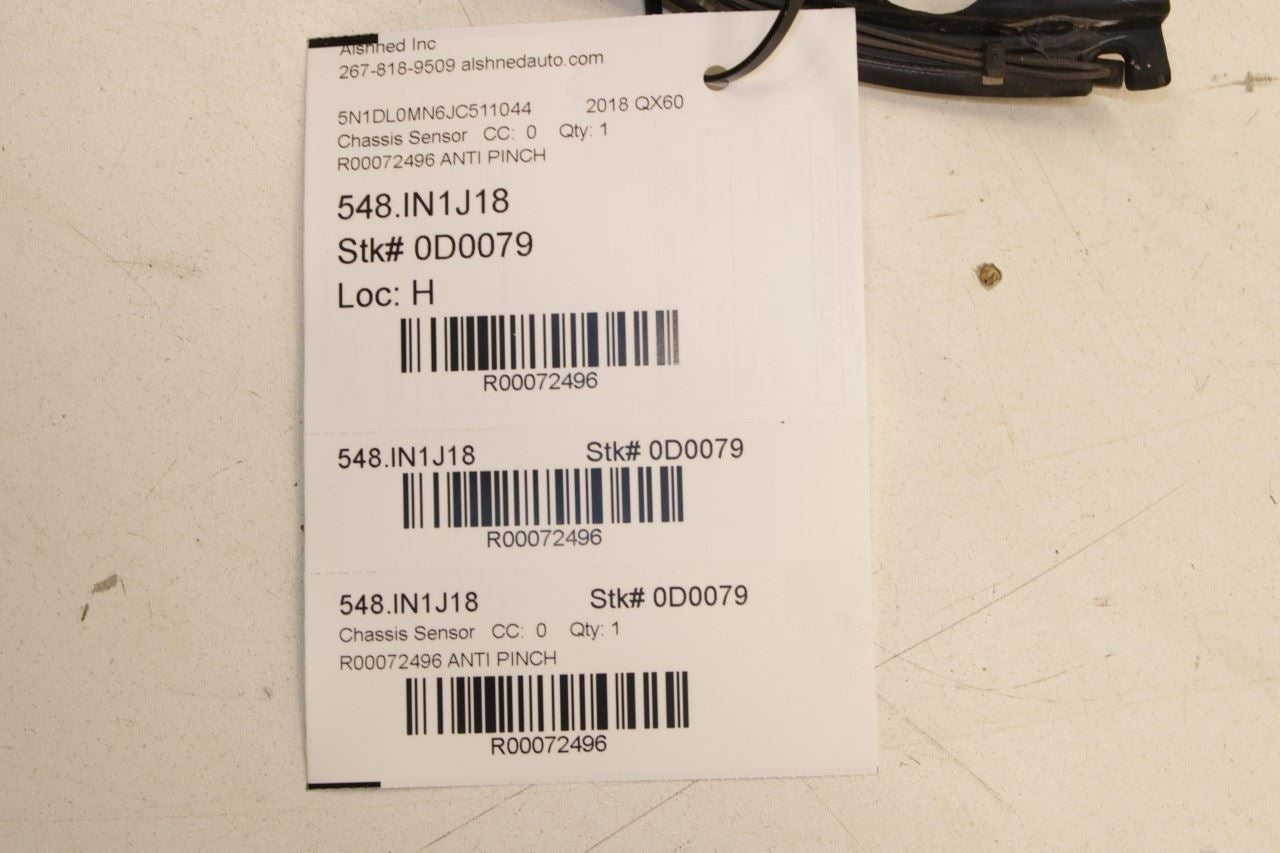 Alshned Inc
267-818-9509 alshnedauto.com
5N1DL0MN6JC511044 2018 QX60
Chassis Sensor CC: 0 Qty: 1
R00072496 ANTI PINCH
548.IN1J18
Stk# 0D0079
Loc: H
R00072496
548.IN1J18 Stk# 0D0079
R00072496
548.IN1J18 Stk# 0D0079
Chassis Sensor CC: 0 Qty: 1
R00072496 ANTI PINCH
R00072496